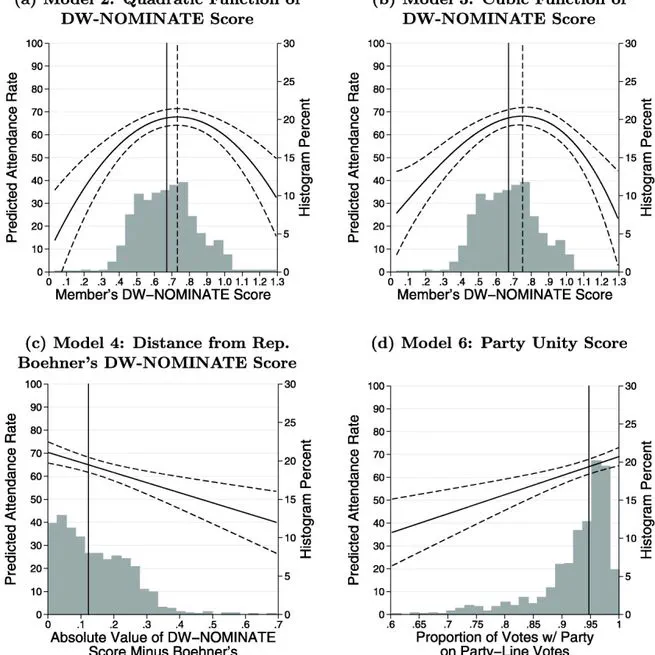 (a) Model 2: Quadratic Function of
DW-NOMINATE Score
100
90
80
70
60
50
40
30
20
10
0
Predicted Attendance Rate
30
25
20
15
10
5
0
Histogram Percent
0 .1 .2 .3 .4 .5 .6 .7 .8 .9 1.0 1.1 1.2 1.3
Member's DW−NOMINATE Score
(b) Model 3: Cubic Function of
DW-NOMINATE Score
100
90
80
70
60
50
40
30
20
10
0
Predicted Attendance Rate
30
25
20
15
10
5
0
Histogram Percent
0 .1 .2 .3 .4 .5 .6 .7 .8 .9 1.0 1.1 1.2 1.3
Member's DW−NOMINATE Score
(c) Model 4: Distance from Rep.
Boehner's DW-NOMINATE Score
100
90
80
70
60
50
40
30
20
10
0
Predicted Attendance Rate
30
25
20
15
10
5
0
Histogram Percent
0 .1 .2 .3 .4 .5 .6 .7
Absolute Value of DW−NOMINATE
Score Minus Boehner's
(d) Model 6: Party Unity Score
100
90
80
70
60
50
40
30
20
10
0
Predicted Attendance Rate
30
25
20
15
10
5
0
Histogram Percent
.6 .65 .7 .75 .8 .85 .9 .95 1
Proportion of Votes w/ Party
on Party−Line Votes